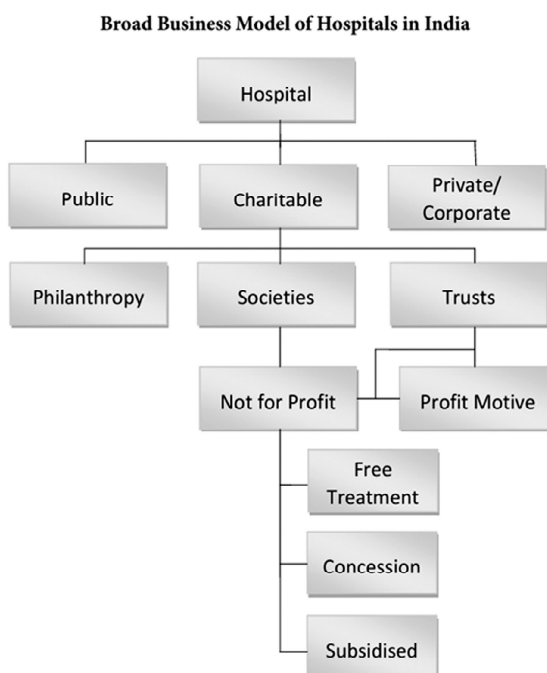 Broad Business Model of Hospitals in India
Hospital
Public
Charitable
Private/
Corporate
Philanthropy
Societies
Trusts
Not for Profit
Profit Motive
Free
Treatment
Concession
Subsidised